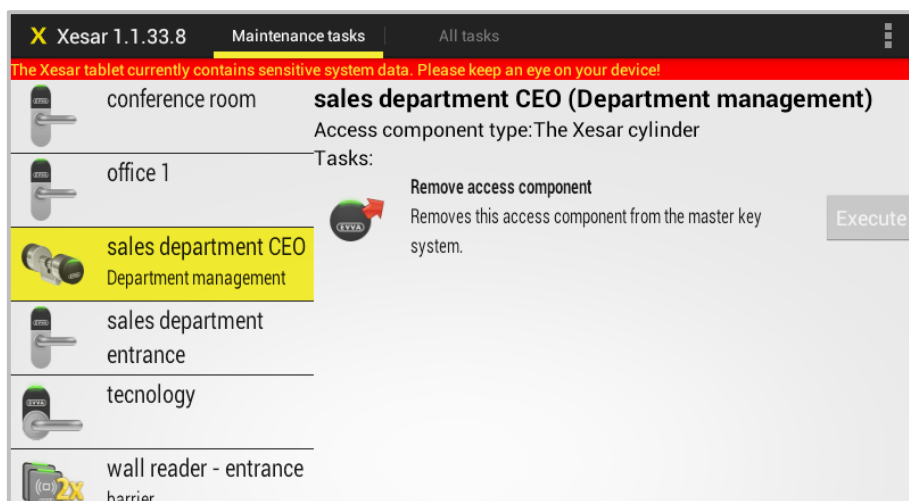 X Xesar 1.1.33.8 Maintenance tasks All tasks
The Xesar tablet currently contains sensitive system data. Please keep an eye on your device!
conference room
office 1
sales department CEO
Department management
sales department
entrance
tecnology
wall reader - entrance
barrier
2X
sales department CEO (Department management)
Access component type:The Xesar cylinder
Tasks:
EVVA
Remove access component
Removes this access component from the master key
system.
Execute